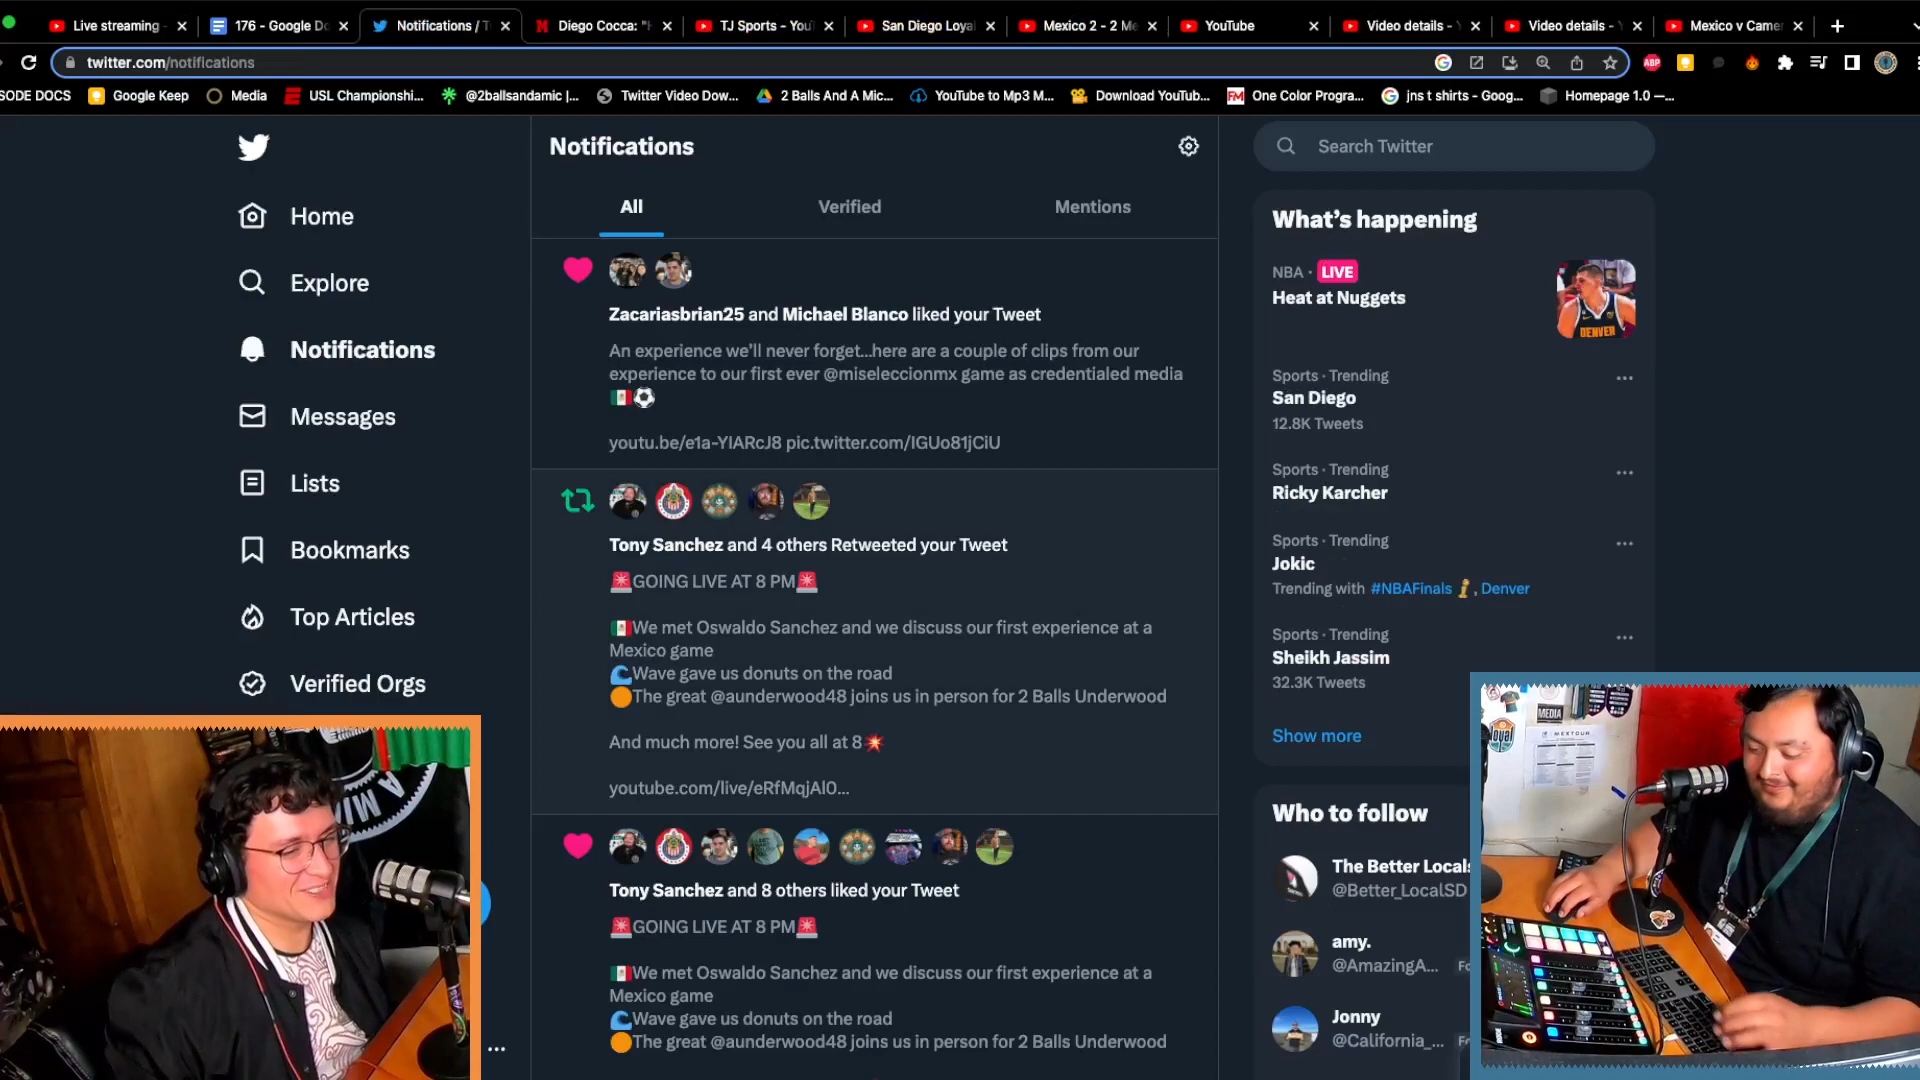 Live streaming
176 - Google Do
Notifications / T
Diego Cocca: "H
TJ Sports - You
San Diego Loya
Mexico 2 - 2 Me
YouTube
Video details -
Video details -
Mexico v Came
twitter.com/notifications
ABP
SODE DOCS
Google Keep
Media
USL Championshi...
@2ballsandamic |...
Twitter Video Dow...
2 Balls And A Mic...
YouTube to Mp3 M...
Download YouTub...
FM One Color Progra...
jns t shirts - Goog...
Homepage 1.0 —...
Home
Explore
Notifications
Messages
Lists
Bookmarks
Top Articles
Verified Orgs
Notifications
All
Verified
Mentions
Zacariasbrian25 and Michael Blanco liked your Tweet
An experience we'll never forget...here are a couple of clips from our
experience to our first ever @miseleccionmx game as credentialed media
🇲🇽⚽
youtu.be/e1a-YIARcJ8 pic.twitter.com/IGUo81jCiU
Tony Sanchez and 4 others Retweeted your Tweet
🚨GOING LIVE AT 8 PM🚨
🇲🇽We met Oswaldo Sanchez and we discuss our first experience at a
Mexico game
🌊Wave gave us donuts on the road
🟠The great @aunderwood48 joins us in person for 2 Balls Underwood
And much more! See you all at 8💥
youtube.com/live/eRfMqjAl0...
Tony Sanchez and 8 others liked your Tweet
🚨GOING LIVE AT 8 PM🚨
🇲🇽We met Oswaldo Sanchez and we discuss our first experience at a
Mexico game
🌊Wave gave us donuts on the road
🟠The great @aunderwood48 joins us in person for 2 Balls Underwood
Search Twitter
What's happening
NBA · LIVE
Heat at Nuggets
DENVER
Sports · Trending
San Diego
12.8K Tweets
Sports · Trending
Ricky Karcher
Sports · Trending
Jokic
Trending with #NBAFinals 🏆, Denver
Sports · Trending
Sheikh Jassim
32.3K Tweets
Show more
Who to follow
The Better Locals
@Better_LocalSD
amy.
@AmazingA...
Fo
Jonny
@California_...
Fo
MEDIA
loyal
MEXTOUR